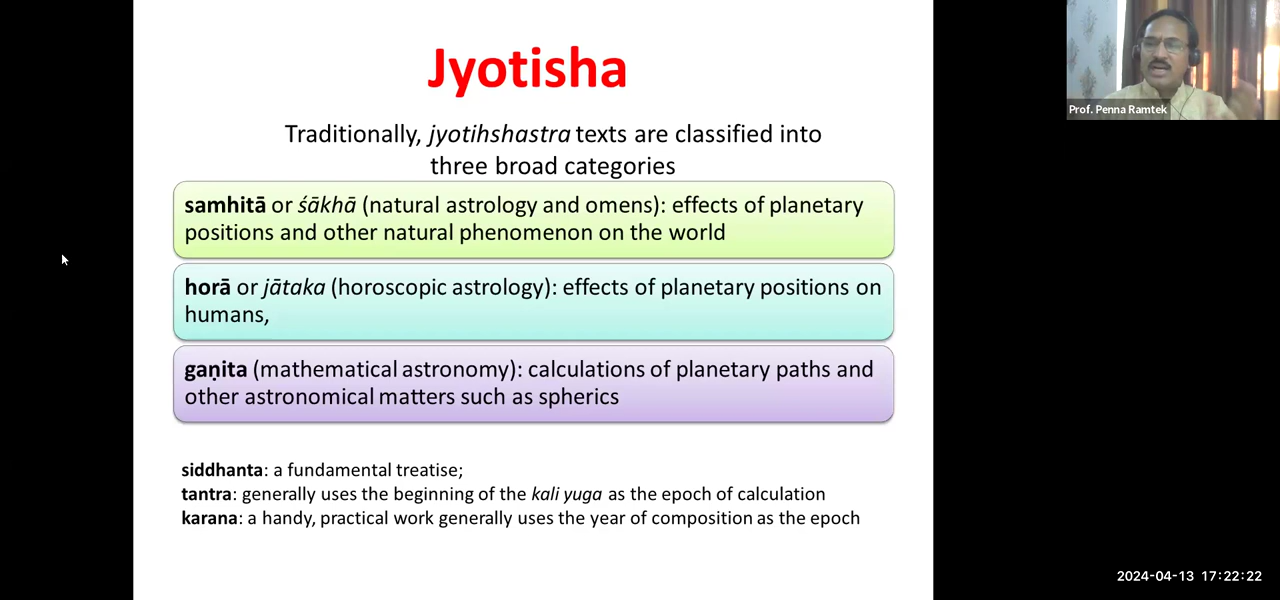 Jyotisha
Traditionally, jyotihshastra texts are classified into
three broad categories
samhitā or śākhā (natural astrology and omens): effects of planetary
positions and other natural phenomenon on the world
horā or jātaka (horoscopic astrology): effects of planetary positions on
humans,
gaṇita (mathematical astronomy): calculations of planetary paths and
other astronomical matters such as spherics
siddhanta: a fundamental treatise;
tantra: generally uses the beginning of the kali yuga as the epoch of calculation
karana: a handy, practical work generally uses the year of composition as the epoch
Prof. Penna Ramtek
2024-04-13 17:22:22